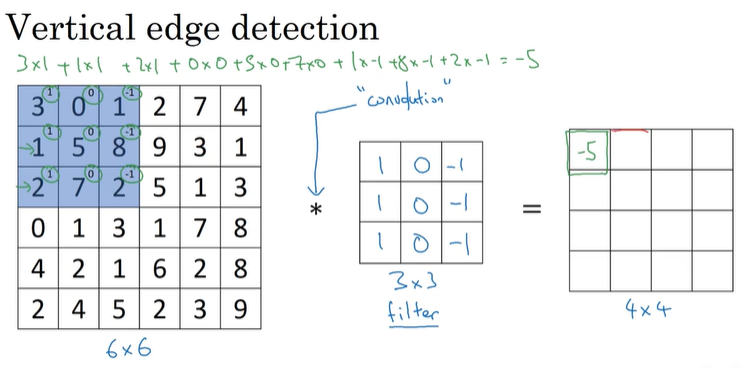 Vertical edge detection
3x1 + 1x1 + 2x1 + 0x0 + 5x0 + 7x0 + 1x-1 + 8x-1 + 2x-1 = -5
"convolution"
3 1 0 0 1 -1 2 7 4
1 1 5 0 8 -1 9 3 1
2 1 7 0 2 -1 5 1 3
0 1 3 1 7 8
4 2 1 6 2 8
2 4 5 2 3 9
6x6
*
1 0 -1
1 0 -1
1 0 -1
3x3
filter
=
-5
4x4